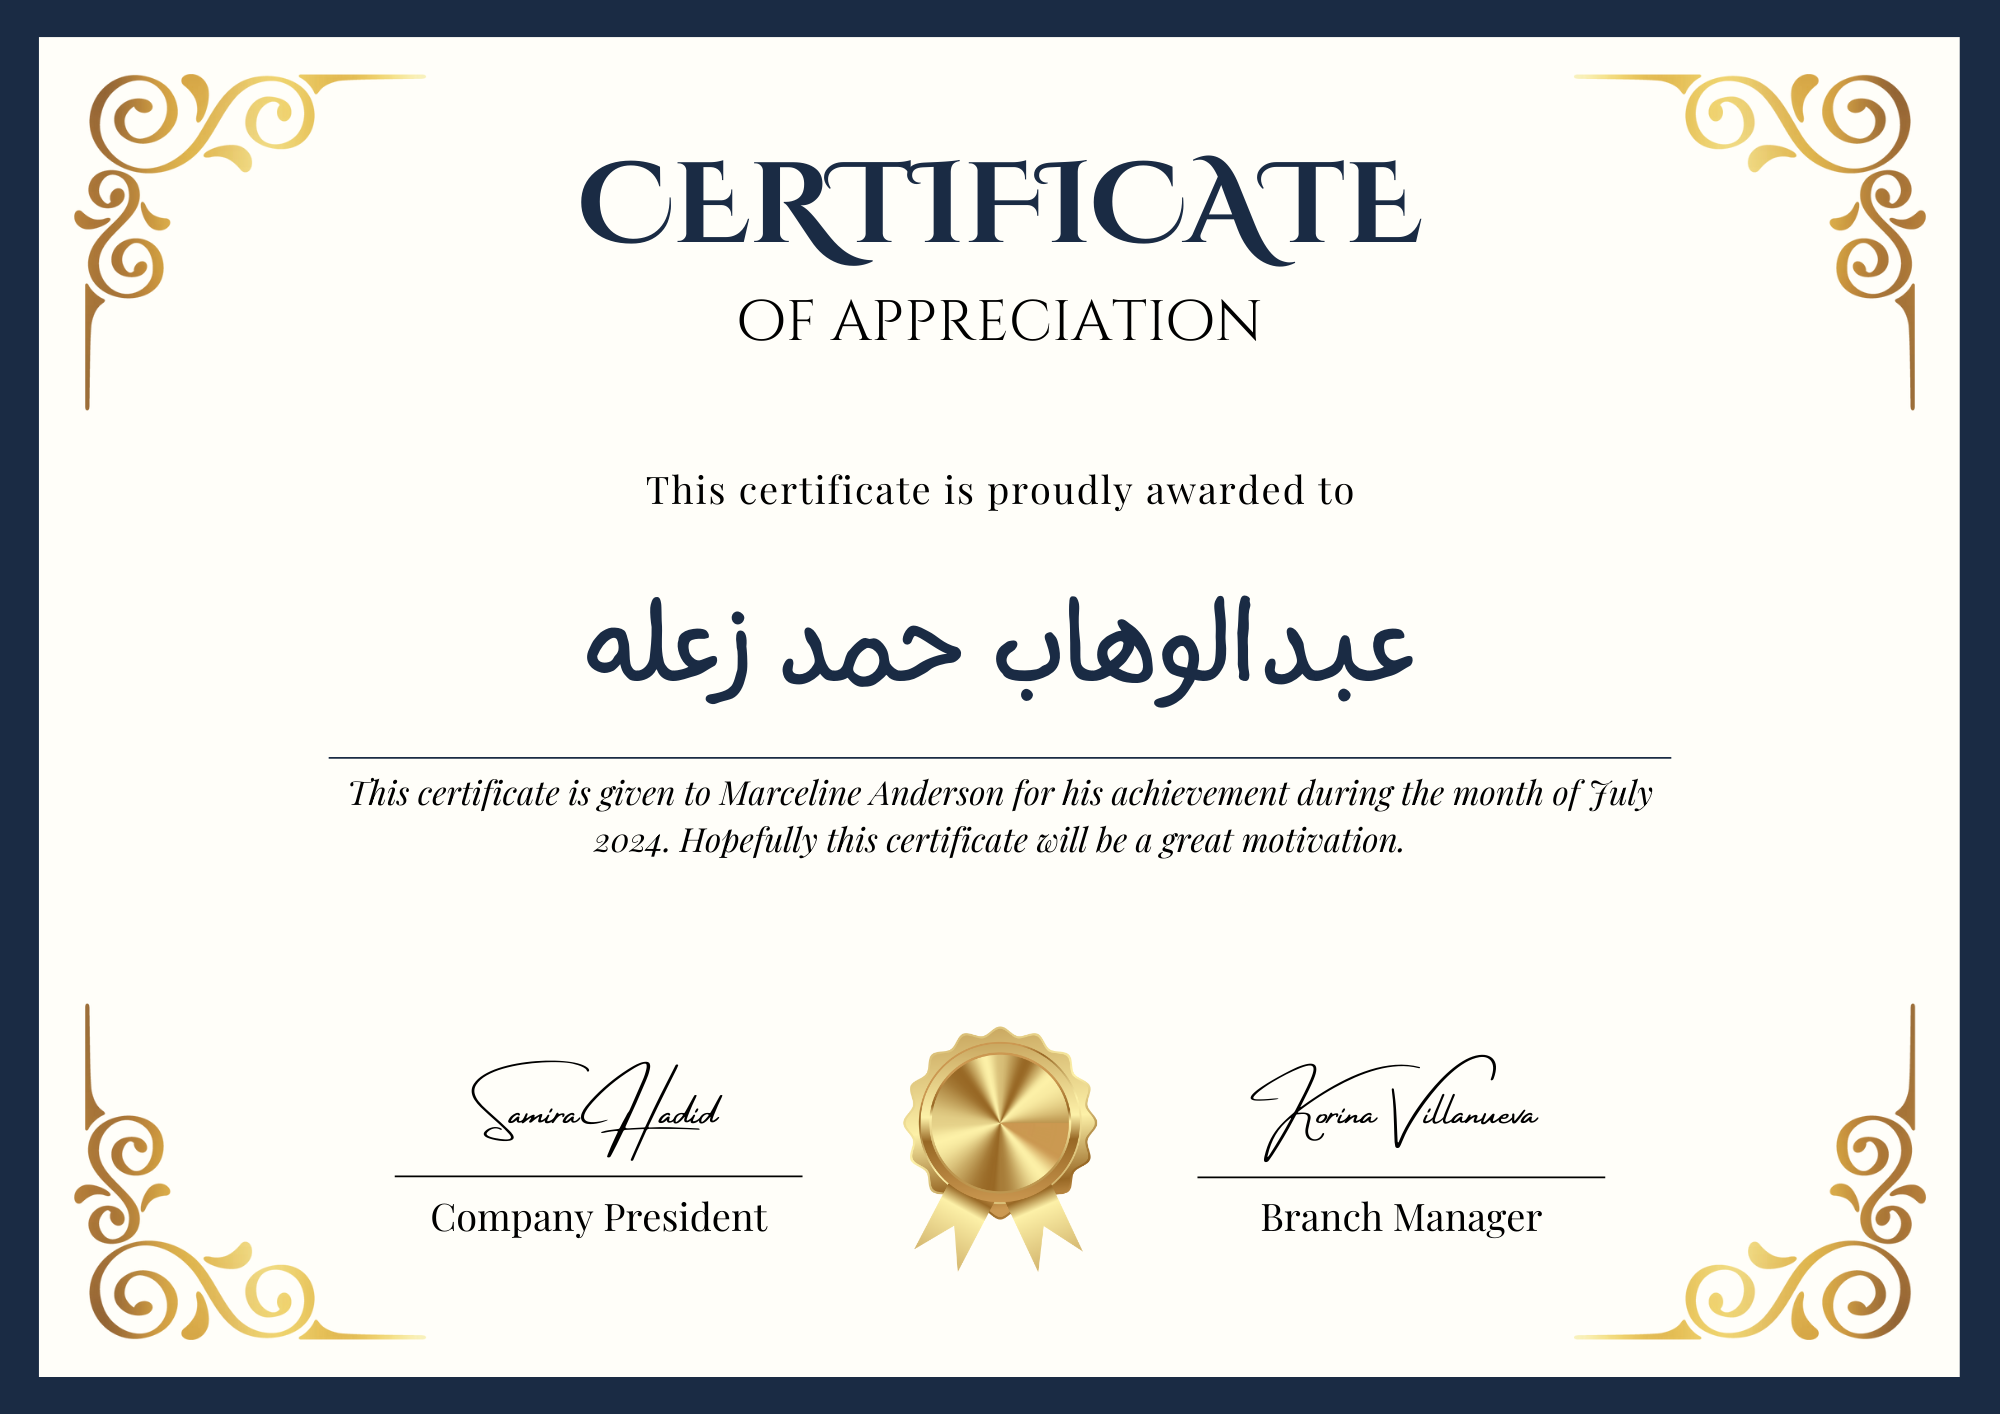 CERTIFICATE
OF APPRECIATION
This certificate is proudly awarded to
عبدالوهاب حمد زعله
This certificate is given to Marceline Anderson for his achievement during the month of July
2024. Hopefully this certificate will be a great motivation.
Samira Hadid
Korina Villanueva
Company President
Branch Manager